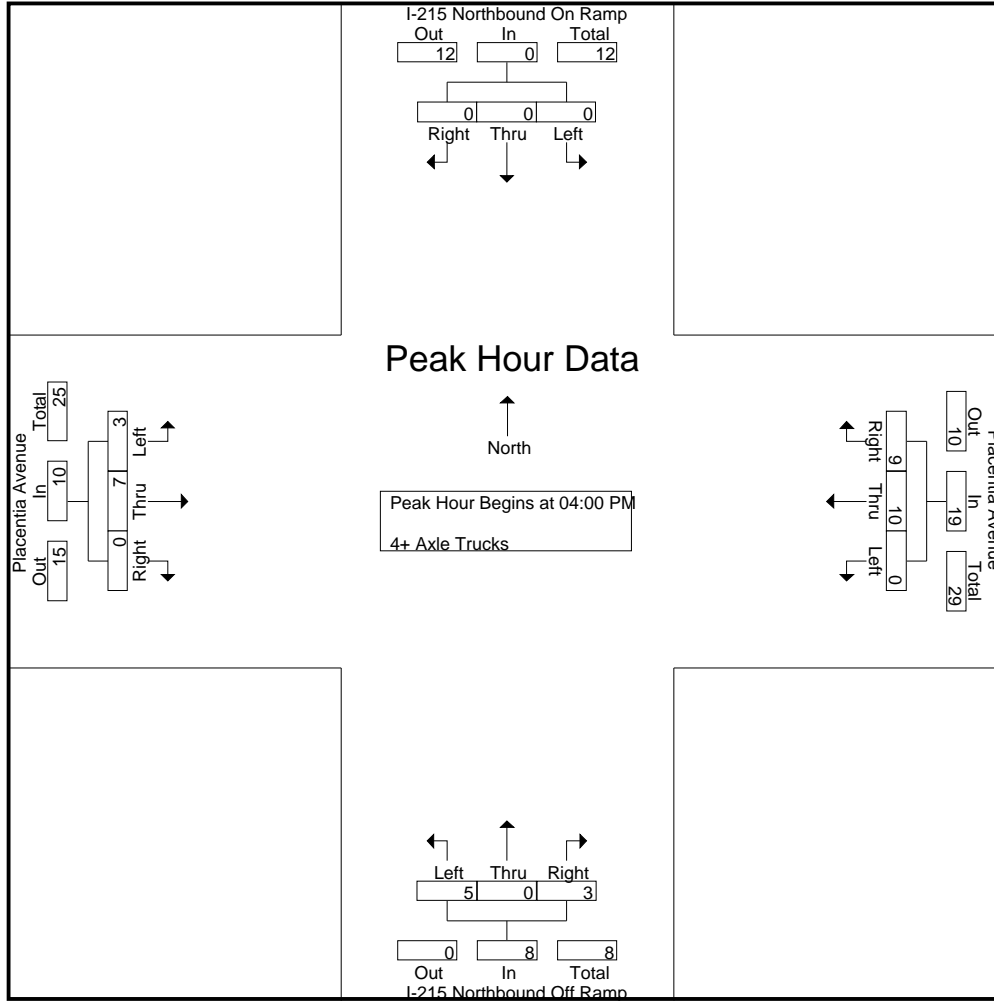 I-215 Northbound On Ramp
Out In Total
12 0 12
0 0 0
Right Thru Left
Peak Hour Data
North
Peak Hour Begins at 04:00 PM
4+ Axle Trucks
Placentia Avenue
Out In Total
15 10 25
Left Thru Right
3 7 0
Placentia Avenue
Out In Total
10 19 29
Right Thru Left
9 10 0
Left Thru Right
5 0 3
0 8 8
Out In Total
I-215 Northbound Off Ramp